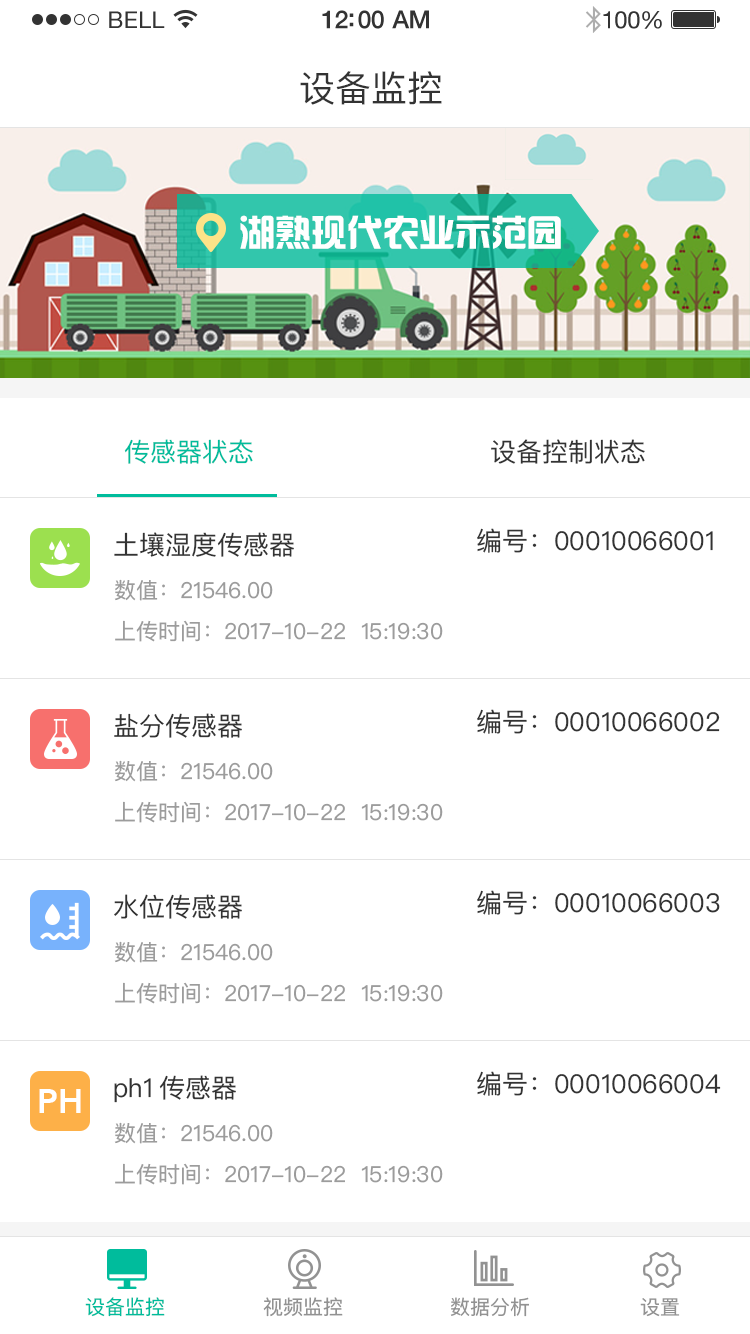 BELL 12:00 AM 100%
设备监控
湖熟现代农业示范园
传感器状态 设备控制状态
土壤湿度传感器 编号：00010066001
数值：21546.00
上传时间：2017-10-22 15:19:30
盐分传感器 编号：00010066002
数值：21546.00
上传时间：2017-10-22 15:19:30
水位传感器 编号：00010066003
数值：21546.00
上传时间：2017-10-22 15:19:30
PH ph1 传感器 编号：00010066004
数值：21546.00
上传时间：2017-10-22 15:19:30
设备监控 视频监控 数据分析 设置